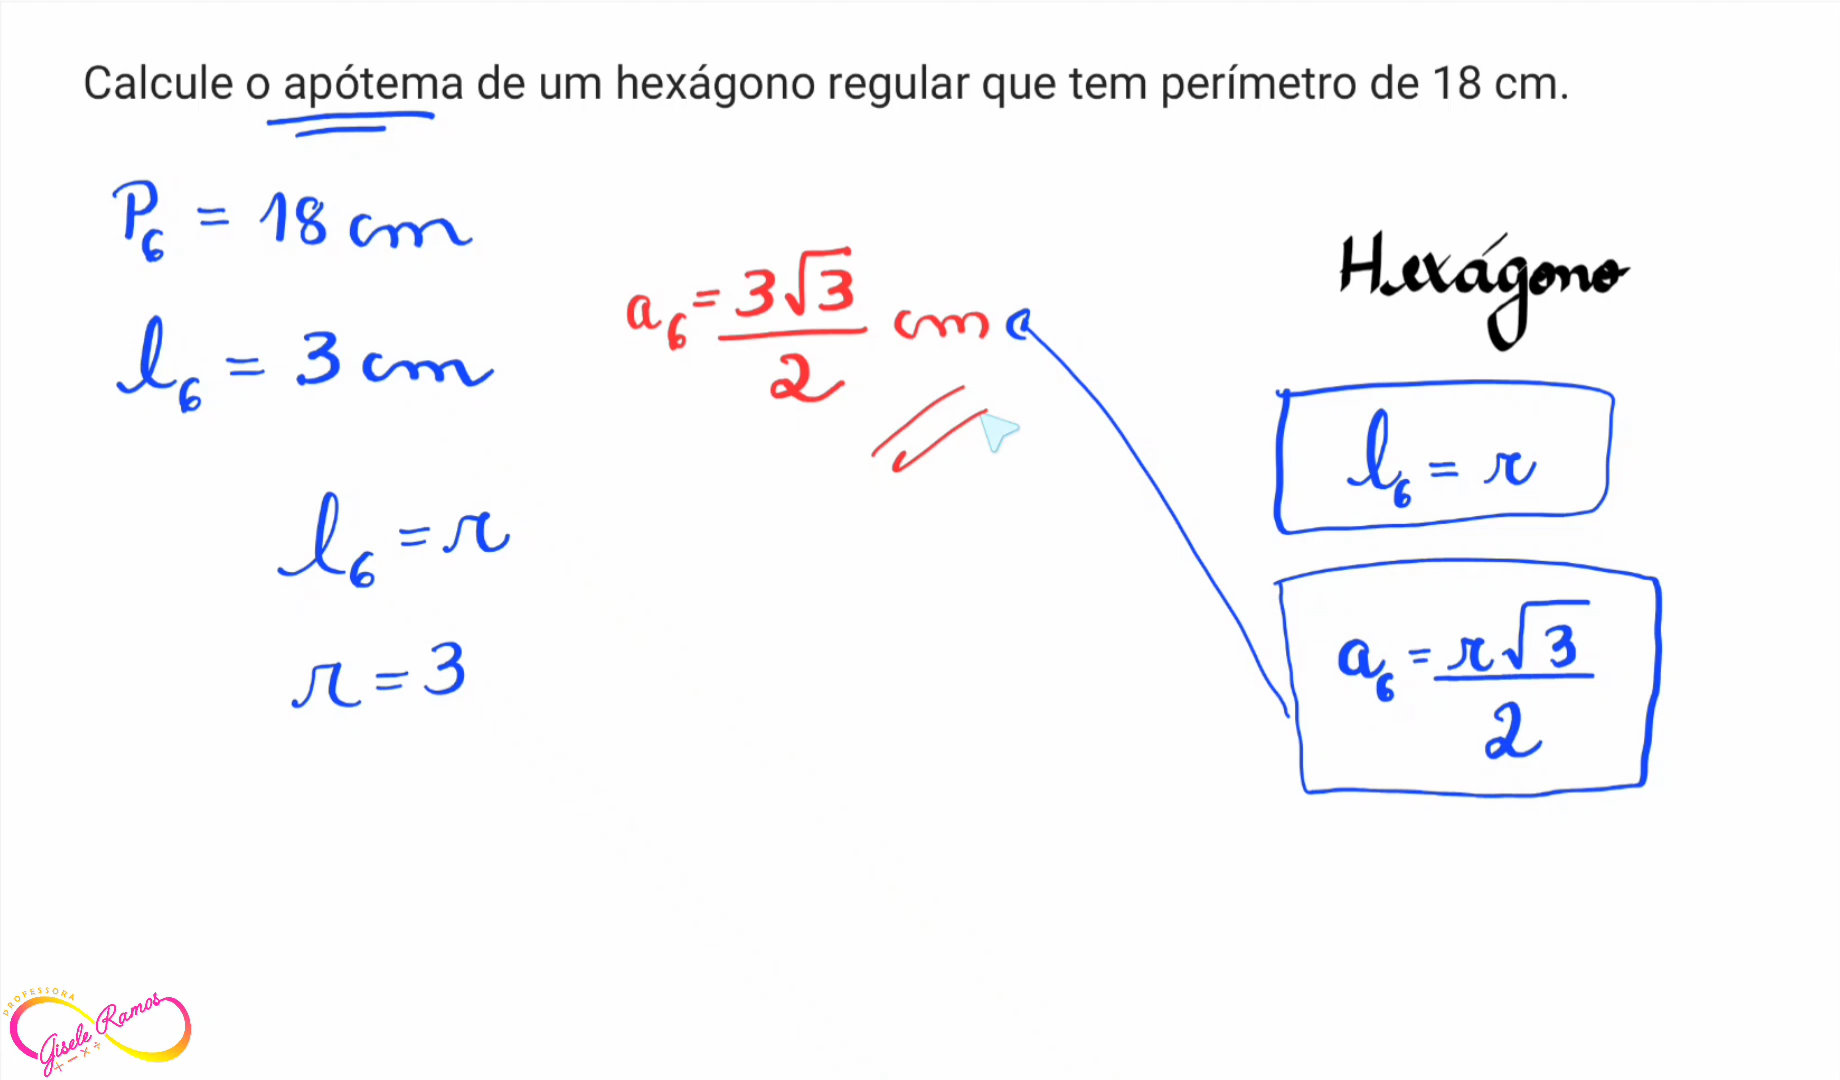 Calcule o apótema de um hexágono regular que tem perímetro de 18 cm.
P₆ = 18 cm
l₆ = 3 cm
l₆ = r
r = 3
a₆ = 3√3/2 cm
Hexágono
l₆ = r
a₆ = r√3/2
PROFESSORA
Gisele Ramos
+ − × ÷